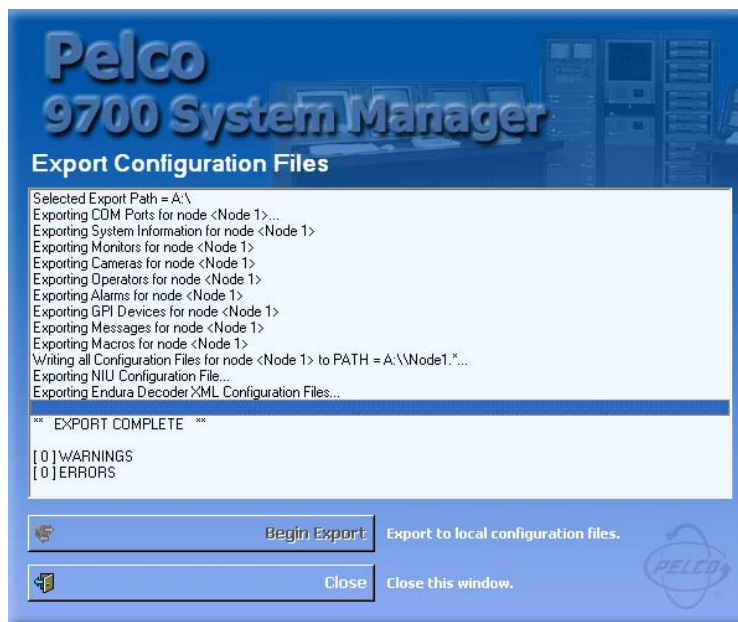 Pelco
9700 System Manager
Export Configuration Files
Selected Export Path = A:\
Exporting COM Ports for node <Node 1>...
Exporting System Information for node <Node 1>
Exporting Monitors for node <Node 1>
Exporting Cameras for node <Node 1>
Exporting Operators for node <Node 1>
Exporting Alarms for node <Node 1>
Exporting GPI Devices for node <Node 1>
Exporting Messages for node <Node 1>
Exporting Macros for node <Node 1>
Writing all Configuration Files for node <Node 1> to PATH = A:\\Node1.*...
Exporting NIU Configuration File...
Exporting Endura Decoder XML Configuration Files...
** EXPORT COMPLETE **
[ 0 ] WARNINGS
[ 0 ] ERRORS
Begin Export Export to local configuration files.
Close Close this window.
PELCO